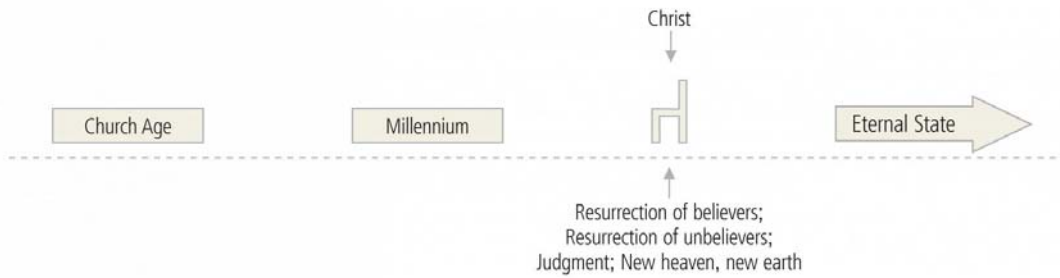 Christ
Church Age
Millennium
Eternal State
Resurrection of believers;
Resurrection of unbelievers;
Judgment; New heaven, new earth